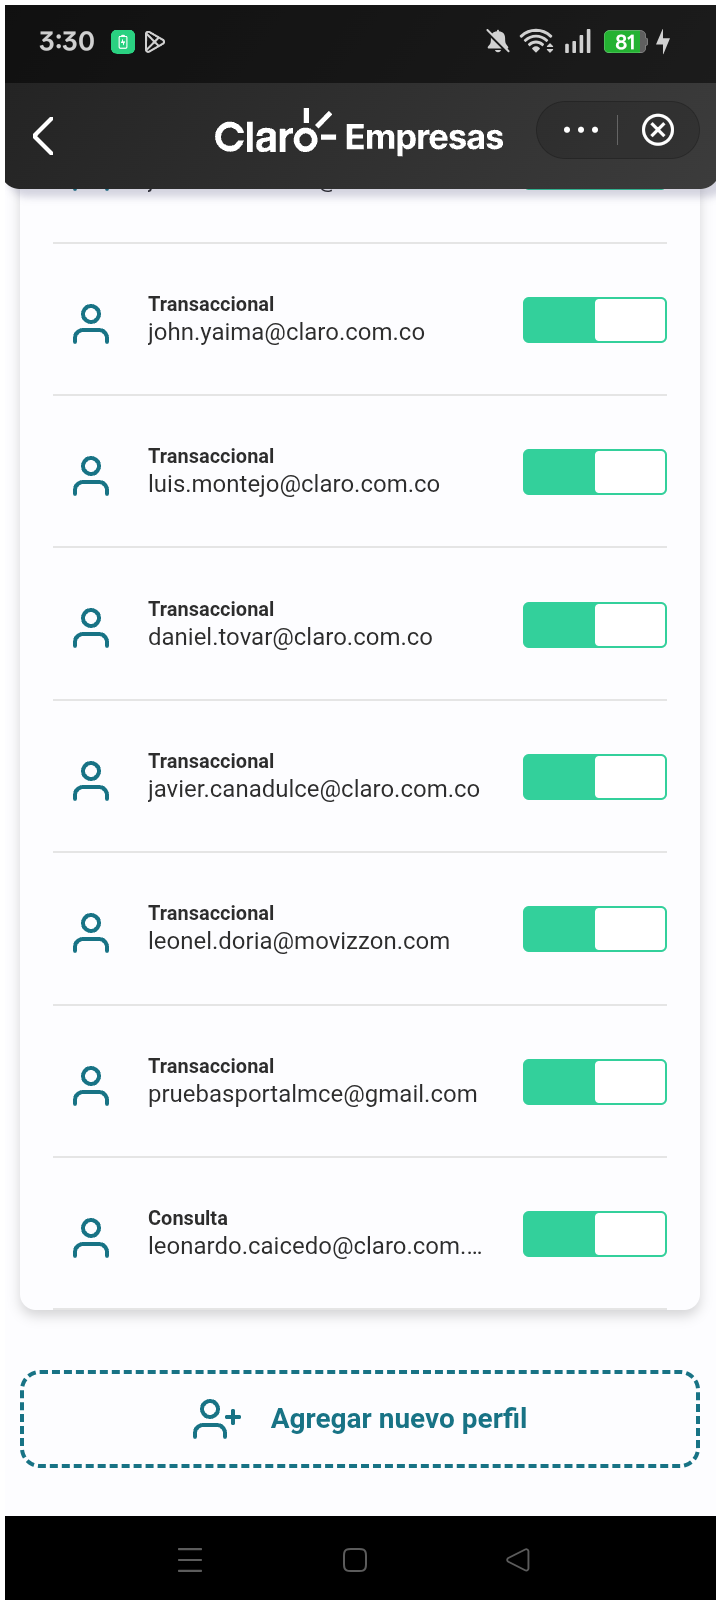 3:30
81
Claro- Empresas
Transaccional
john.yaima@claro.com.co
Transaccional
luis.montejo@claro.com.co
Transaccional
daniel.tovar@claro.com.co
Transaccional
javier.canadulce@claro.com.co
Transaccional
leonel.doria@movizzon.com
Transaccional
pruebasportalmce@gmail.com
Consulta
leonardo.caicedo@claro.com....
Agregar nuevo perfil